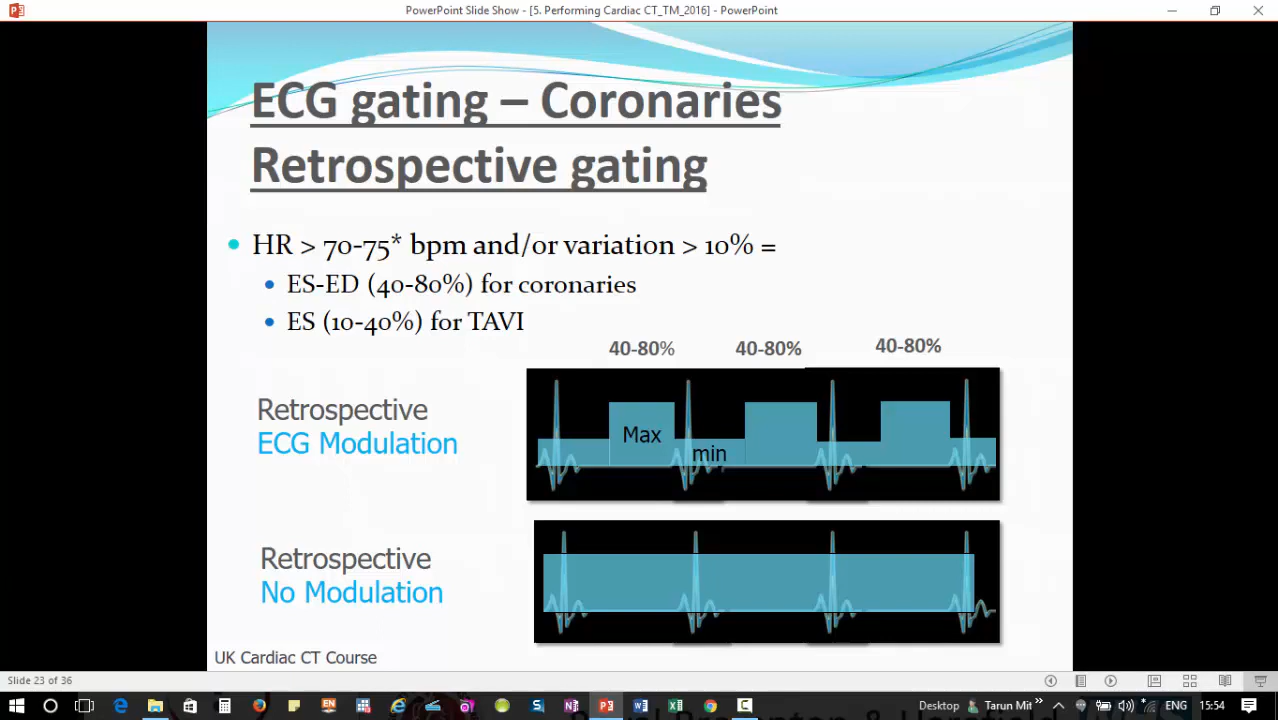 PowerPoint Slide Show - [5. Performing Cardiac CT_TM_2016] - PowerPoint
ECG gating – Coronaries
Retrospective gating
HR > 70-75* bpm and/or variation > 10% =
ES-ED (40-80%) for coronaries
ES (10-40%) for TAVI
40-80% 40-80% 40-80%
Retrospective
ECG Modulation
Max
min
Retrospective
No Modulation
UK Cardiac CT Course
Slide 23 of 36
Desktop Tarun Mit ENG 15:54